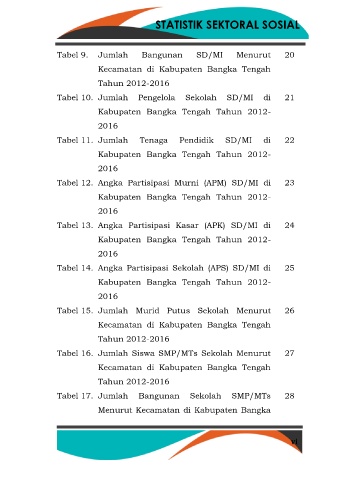 STATISTIK SEKTORAL SOSIAL
Tabel 9. Jumlah Bangunan SD/MI Menurut 20
Kecamatan di Kabupaten Bangka Tengah
Tahun 2012-2016
Tabel 10. Jumlah Pengelola Sekolah SD/MI di 21
Kabupaten Bangka Tengah Tahun 2012-
2016
Tabel 11. Jumlah Tenaga Pendidik SD/MI di 22
Kabupaten Bangka Tengah Tahun 2012-
2016
Tabel 12. Angka Partisipasi Murni (APM) SD/MI di 23
Kabupaten Bangka Tengah Tahun 2012-
2016
Tabel 13. Angka Partisipasi Kasar (APK) SD/MI di 24
Kabupaten Bangka Tengah Tahun 2012-
2016
Tabel 14. Angka Partisipasi Sekolah (APS) SD/MI di 25
Kabupaten Bangka Tengah Tahun 2012-
2016
Tabel 15. Jumlah Murid Putus Sekolah Menurut 26
Kecamatan di Kabupaten Bangka Tengah
Tahun 2012-2016
Tabel 16. Jumlah Siswa SMP/MTs Sekolah Menurut 27
Kecamatan di Kabupaten Bangka Tengah
Tahun 2012-2016
Tabel 17. Jumlah Bangunan Sekolah SMP/MTs 28
Menurut Kecamatan di Kabupaten Bangka
vi